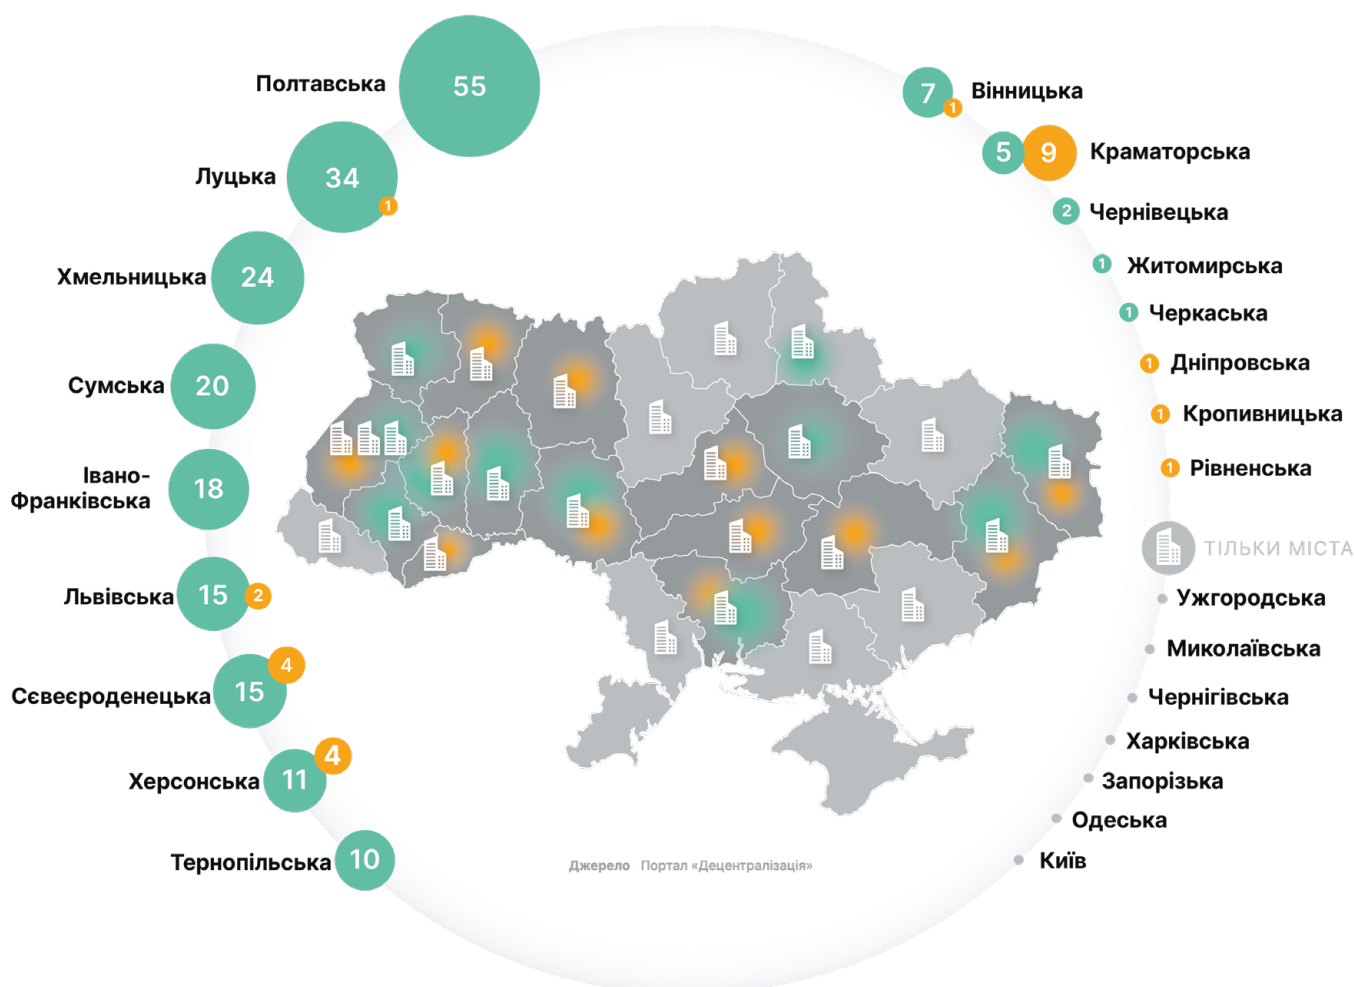 Полтавська
55
Луцька
34
1
Хмельницька
24
Сумська
20
Івано-
Франківська
18
Львівська
15
2
Сєвеєроденецька
15
4
Херсонська
11
4
Тернопільська
10
7
1
Вінницька
5
9
Краматорська
2
Чернівецька
1
Житомирська
1
Черкаська
1
Дніпровська
1
Кропивницька
1
Рівненська
ТІЛЬКИ МІСТА
Ужгородська
Миколаївська
Чернігівська
Харківська
Запорізька
Одеська
Київ
Джерело Портал «Децентралізація»